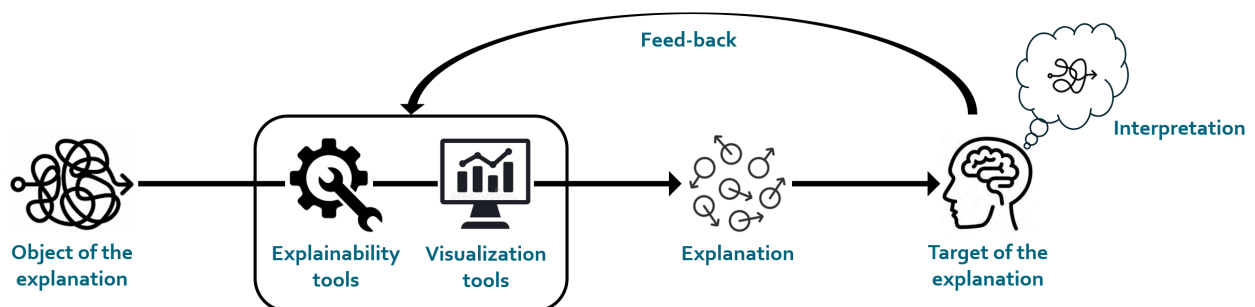 Feed-back
Interpretation
Object of the
explanation
Explainability
tools
Visualization
tools
Explanation
Target of the
explanation